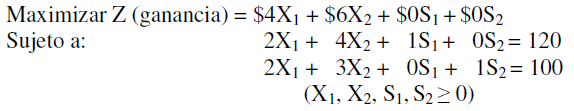 Maximizar Z (ganancia) = $4X₁ + $6X₂ + $0S₁ + $0S₂
Sujeto a: 2X₁ + 4X₂ + 1S₁ + 0S₂ = 120
2X₁ + 3X₂ + 0S₁ + 1S₂ = 100
(X₁, X₂, S₁, S₂ ≥ 0)